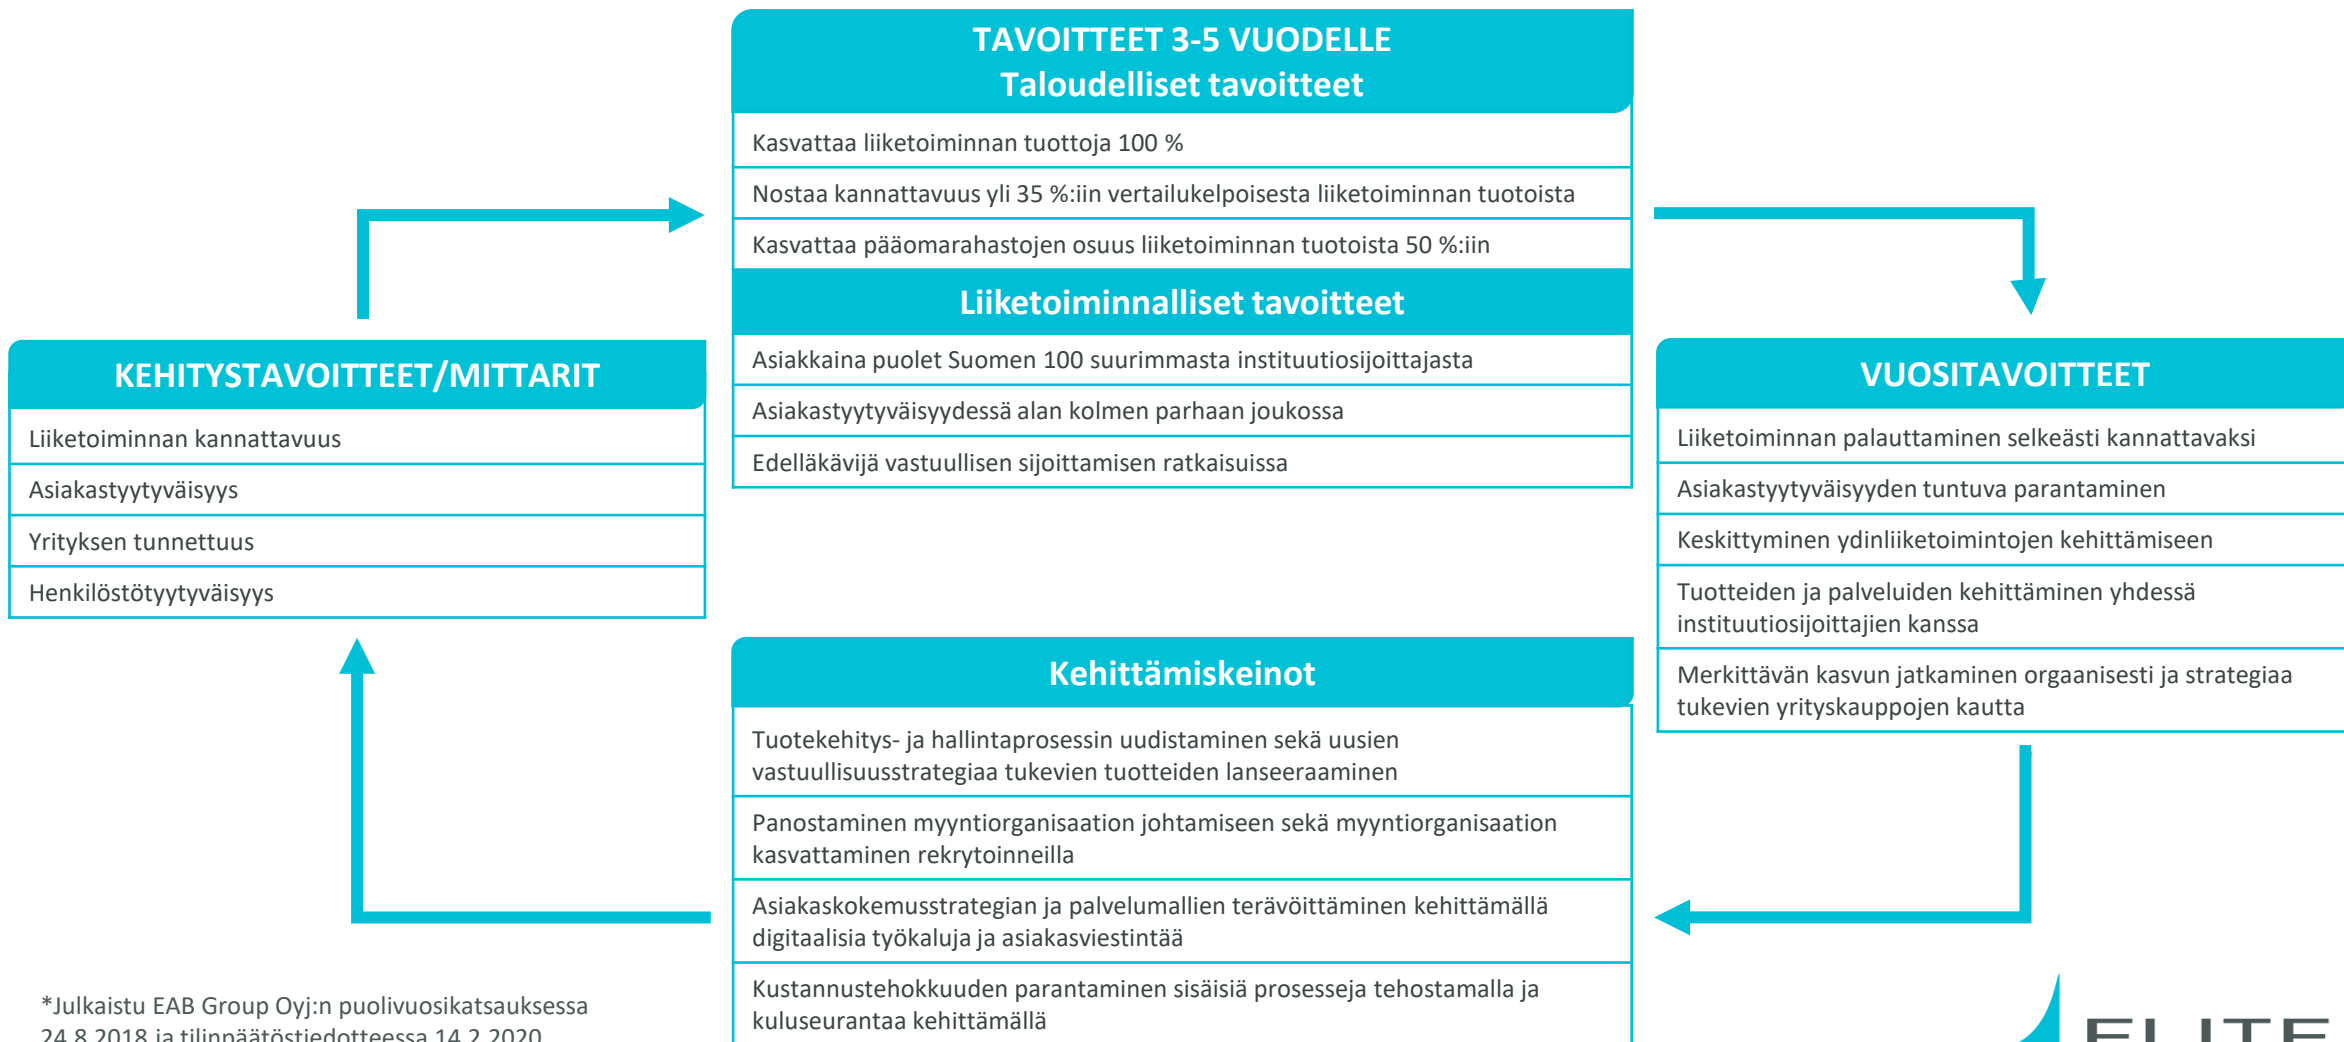 TAVOITTEET 3-5 VUODELLE
Taloudelliset tavoitteet
Kasvattaa liiketoiminnan tuottoja 100 %
Nostaa kannattavuus yli 35 %:iin vertailukelpoisesta liiketoiminnan tuotoista
Kasvattaa pääomarahastojen osuus liiketoiminnan tuotoista 50 %:iin
Liiketoiminnalliset tavoitteet
Asiakkaina puolet Suomen 100 suurimmasta instituutiosijoittajasta
Asiakastyytyväisyydessä alan kolmen parhaan joukossa
Edelläkävijä vastuullisen sijoittamisen ratkaisuissa
VUOSITAVOITTEET
Liiketoiminnan palauttaminen selkeästi kannattavaksi
Asiakastyytyväisyyden tuntuva parantaminen
Keskittyminen ydinliiketoimintojen kehittämiseen
Tuotteiden ja palveluiden kehittäminen yhdessä
instituutiosijoittajien kanssa
Merkittävän kasvun jatkaminen orgaanisesti ja strategiaa
tukevien yrityskauppojen kautta
Kehittämiskeinot
Tuotekehitys- ja hallintaprosessin uudistaminen sekä uusien
vastuullisuusstrategiaa tukevien tuotteiden lanseeraaminen
Panostaminen myyntiorganisaation johtamiseen sekä myyntiorganisaation
kasvattaminen rekrytoinneilla
Asiakaskokemusstrategian ja palvelumallien terävöittäminen kehittämällä
digitaalisia työkaluja ja asiakasviestintää
Kustannustehokkuuden parantaminen sisäisiä prosesseja tehostamalla ja
kuluseurantaa kehittämällä
KEHITYSTAVOITTEET/MITTARIT
Liiketoiminnan kannattavuus
Asiakastyytyväisyys
Yrityksen tunnettuus
Henkilöstötyytyväisyys
*Julkaistu EAB Group Oyj:n puolivuosikatsauksessa
24.8.2018 ja tilinpäätöstiedotteessa 14.2.2020
ELITE